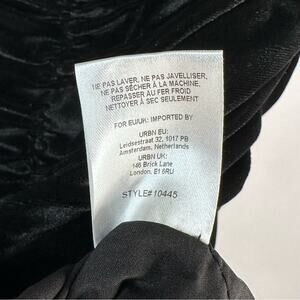 NE PAS LAVER, NE PAS JAVELLISER,
NE PAS SÉCHER À LA MACHINE,
REPASSER AU FER FROID
NETTOYER À SEC SEULEMENT
FOR EU/UK: IMPORTED BY
URBN EU:
Leidsestraat 32, 1017 PB
Amsterdam, Netherlands
URBN UK:
146 Brick Lane
London, E1 6RU
STYLE#10445